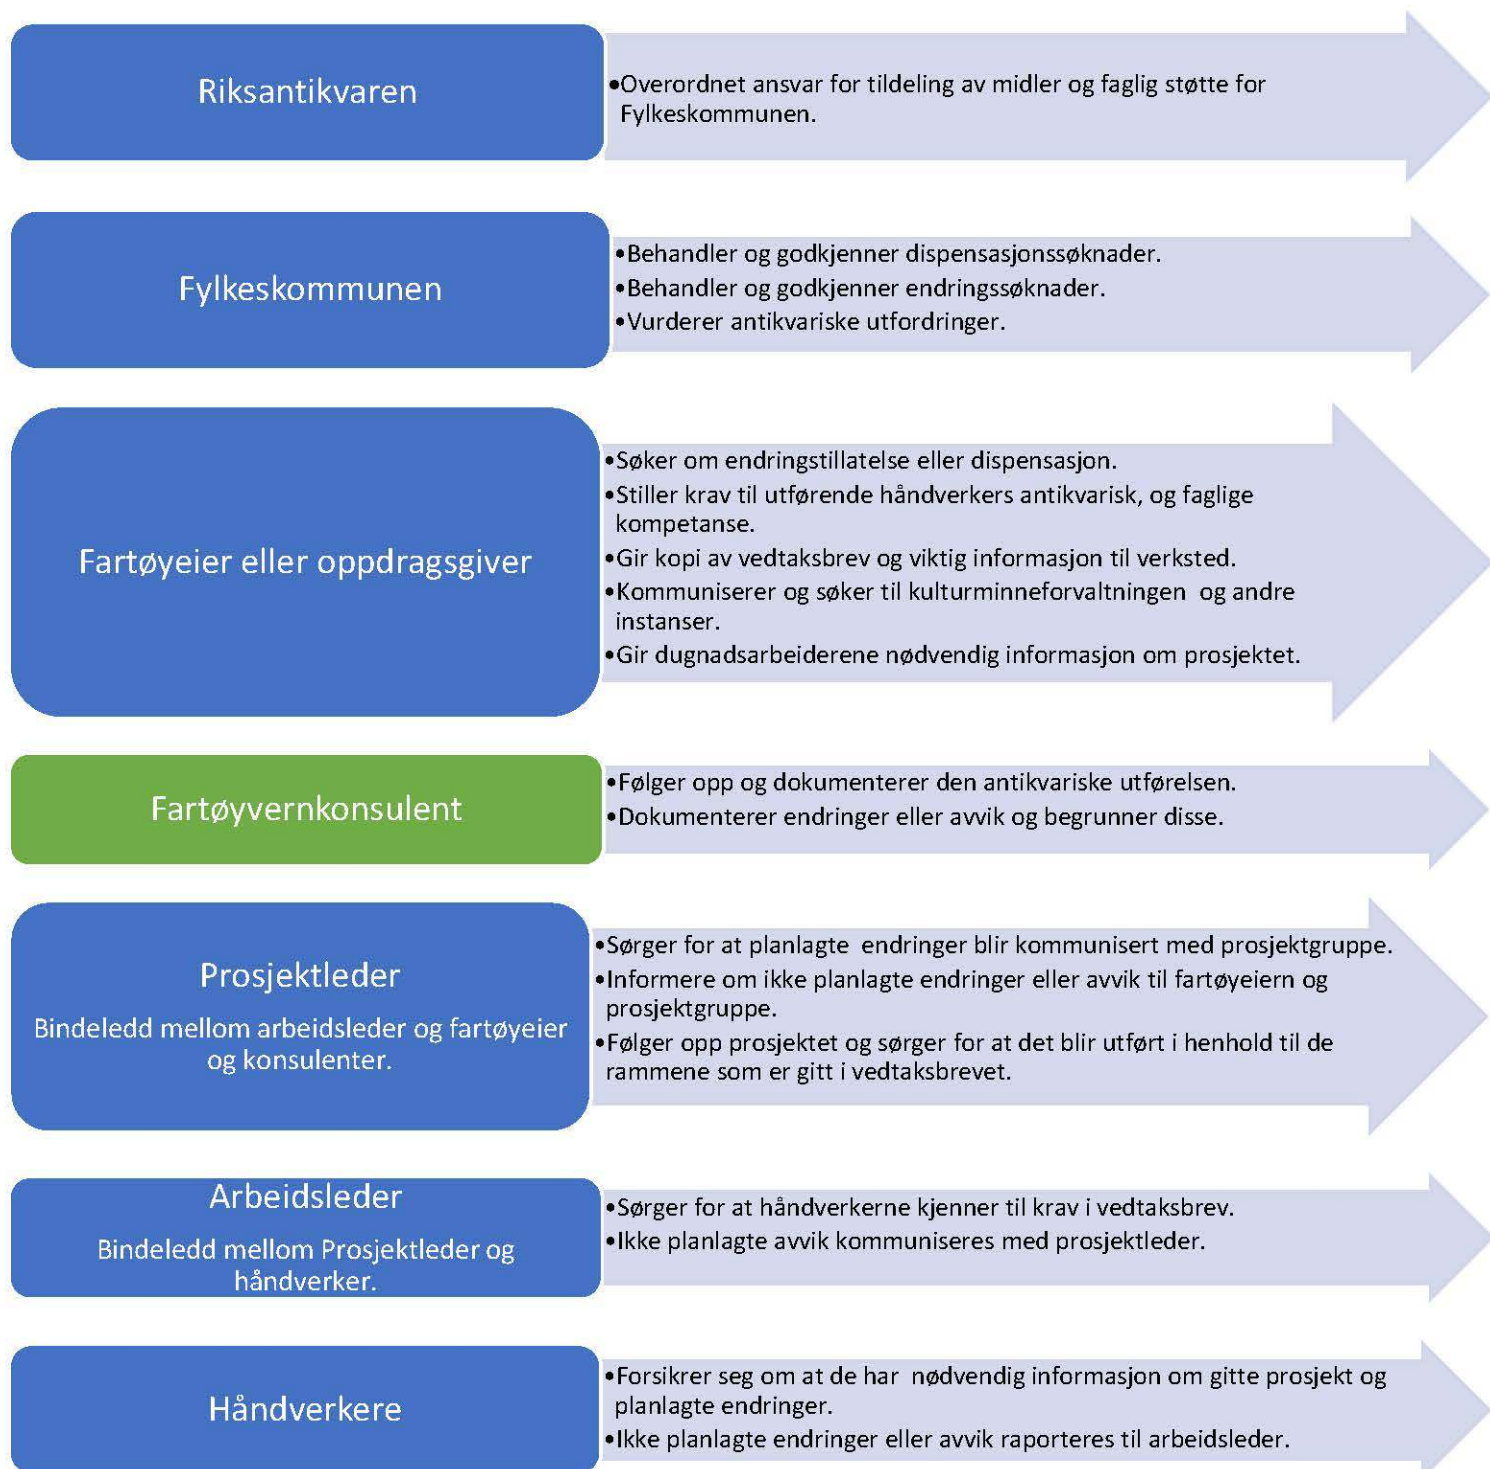 Riksantikvaren
•Overordnet ansvar for tildeling av midler og faglig støtte for
Fylkeskommunen.
Fylkeskommunen
•Behandler og godkjenner dispensasjonssøknader.
•Behandler og godkjenner endringssøknader.
•Vurderer antikvariske utfordringer.
Fartøyeier eller oppdragsgiver
•Søker om endringstillatelse eller dispensasjon.
•Stiller krav til utførende håndverkers antikvarisk, og faglige
kompetanse.
•Gir kopi av vedtaksbrev og viktig informasjon til verksted.
•Kommuniserer og søker til kulturminneforvaltningen og andre
instanser.
•Gir dugnadsarbeiderene nødvendig informasjon om prosjektet.
Fartøyvernkonsulent
•Følger opp og dokumenterer den antikvariske utførelsen.
•Dokumenterer endringer eller avvik og begrunner disse.
Prosjektleder
Bindeledd mellom arbeidsleder og fartøyeier
og konsulenter.
•Sørger for at planlagte endringer blir kommunisert med prosjektgruppe.
•Informere om ikke planlagte endringer eller avvik til fartøyeiern og
prosjektgruppe.
•Følger opp prosjektet og sørger for at det blir utført i henhold til de
rammene som er gitt i vedtaksbrevet.
Arbeidsleder
Bindeledd mellom Prosjektleder og
håndverker.
•Sørger for at håndverkerne kjenner til krav i vedtaksbrev.
•Ikke planlagte avvik kommuniseres med prosjektleder.
Håndverkere
•Forsikrer seg om at de har nødvendig informasjon om gitte prosjekt og
planlagte endringer.
•Ikke planlagte endringer eller avvik raporteres til arbeidsleder.